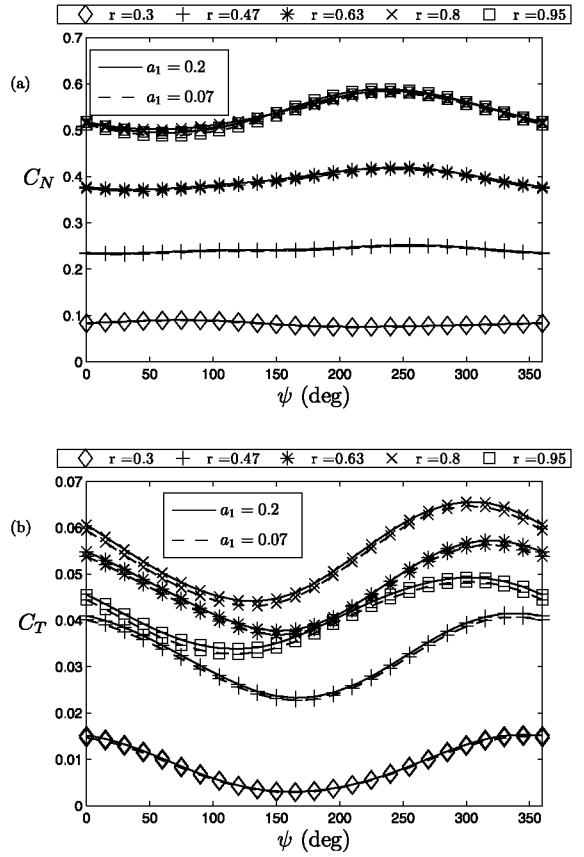 r =0.3 r =0.47 r =0.63 r =0.8 r =0.95
(a)
a₁ = 0.2
a₁ = 0.07
C_N
0.7
0.6
0.5
0.4
0.3
0.2
0.1
0
0 50 100 150 200 250 300 350
ψ (deg)
r =0.3 r =0.47 r =0.63 r =0.8 r =0.95
(b)
a₁ = 0.2
a₁ = 0.07
C_T
0.07
0.06
0.05
0.04
0.03
0.02
0.01
0
0 50 100 150 200 250 300 350
ψ (deg)